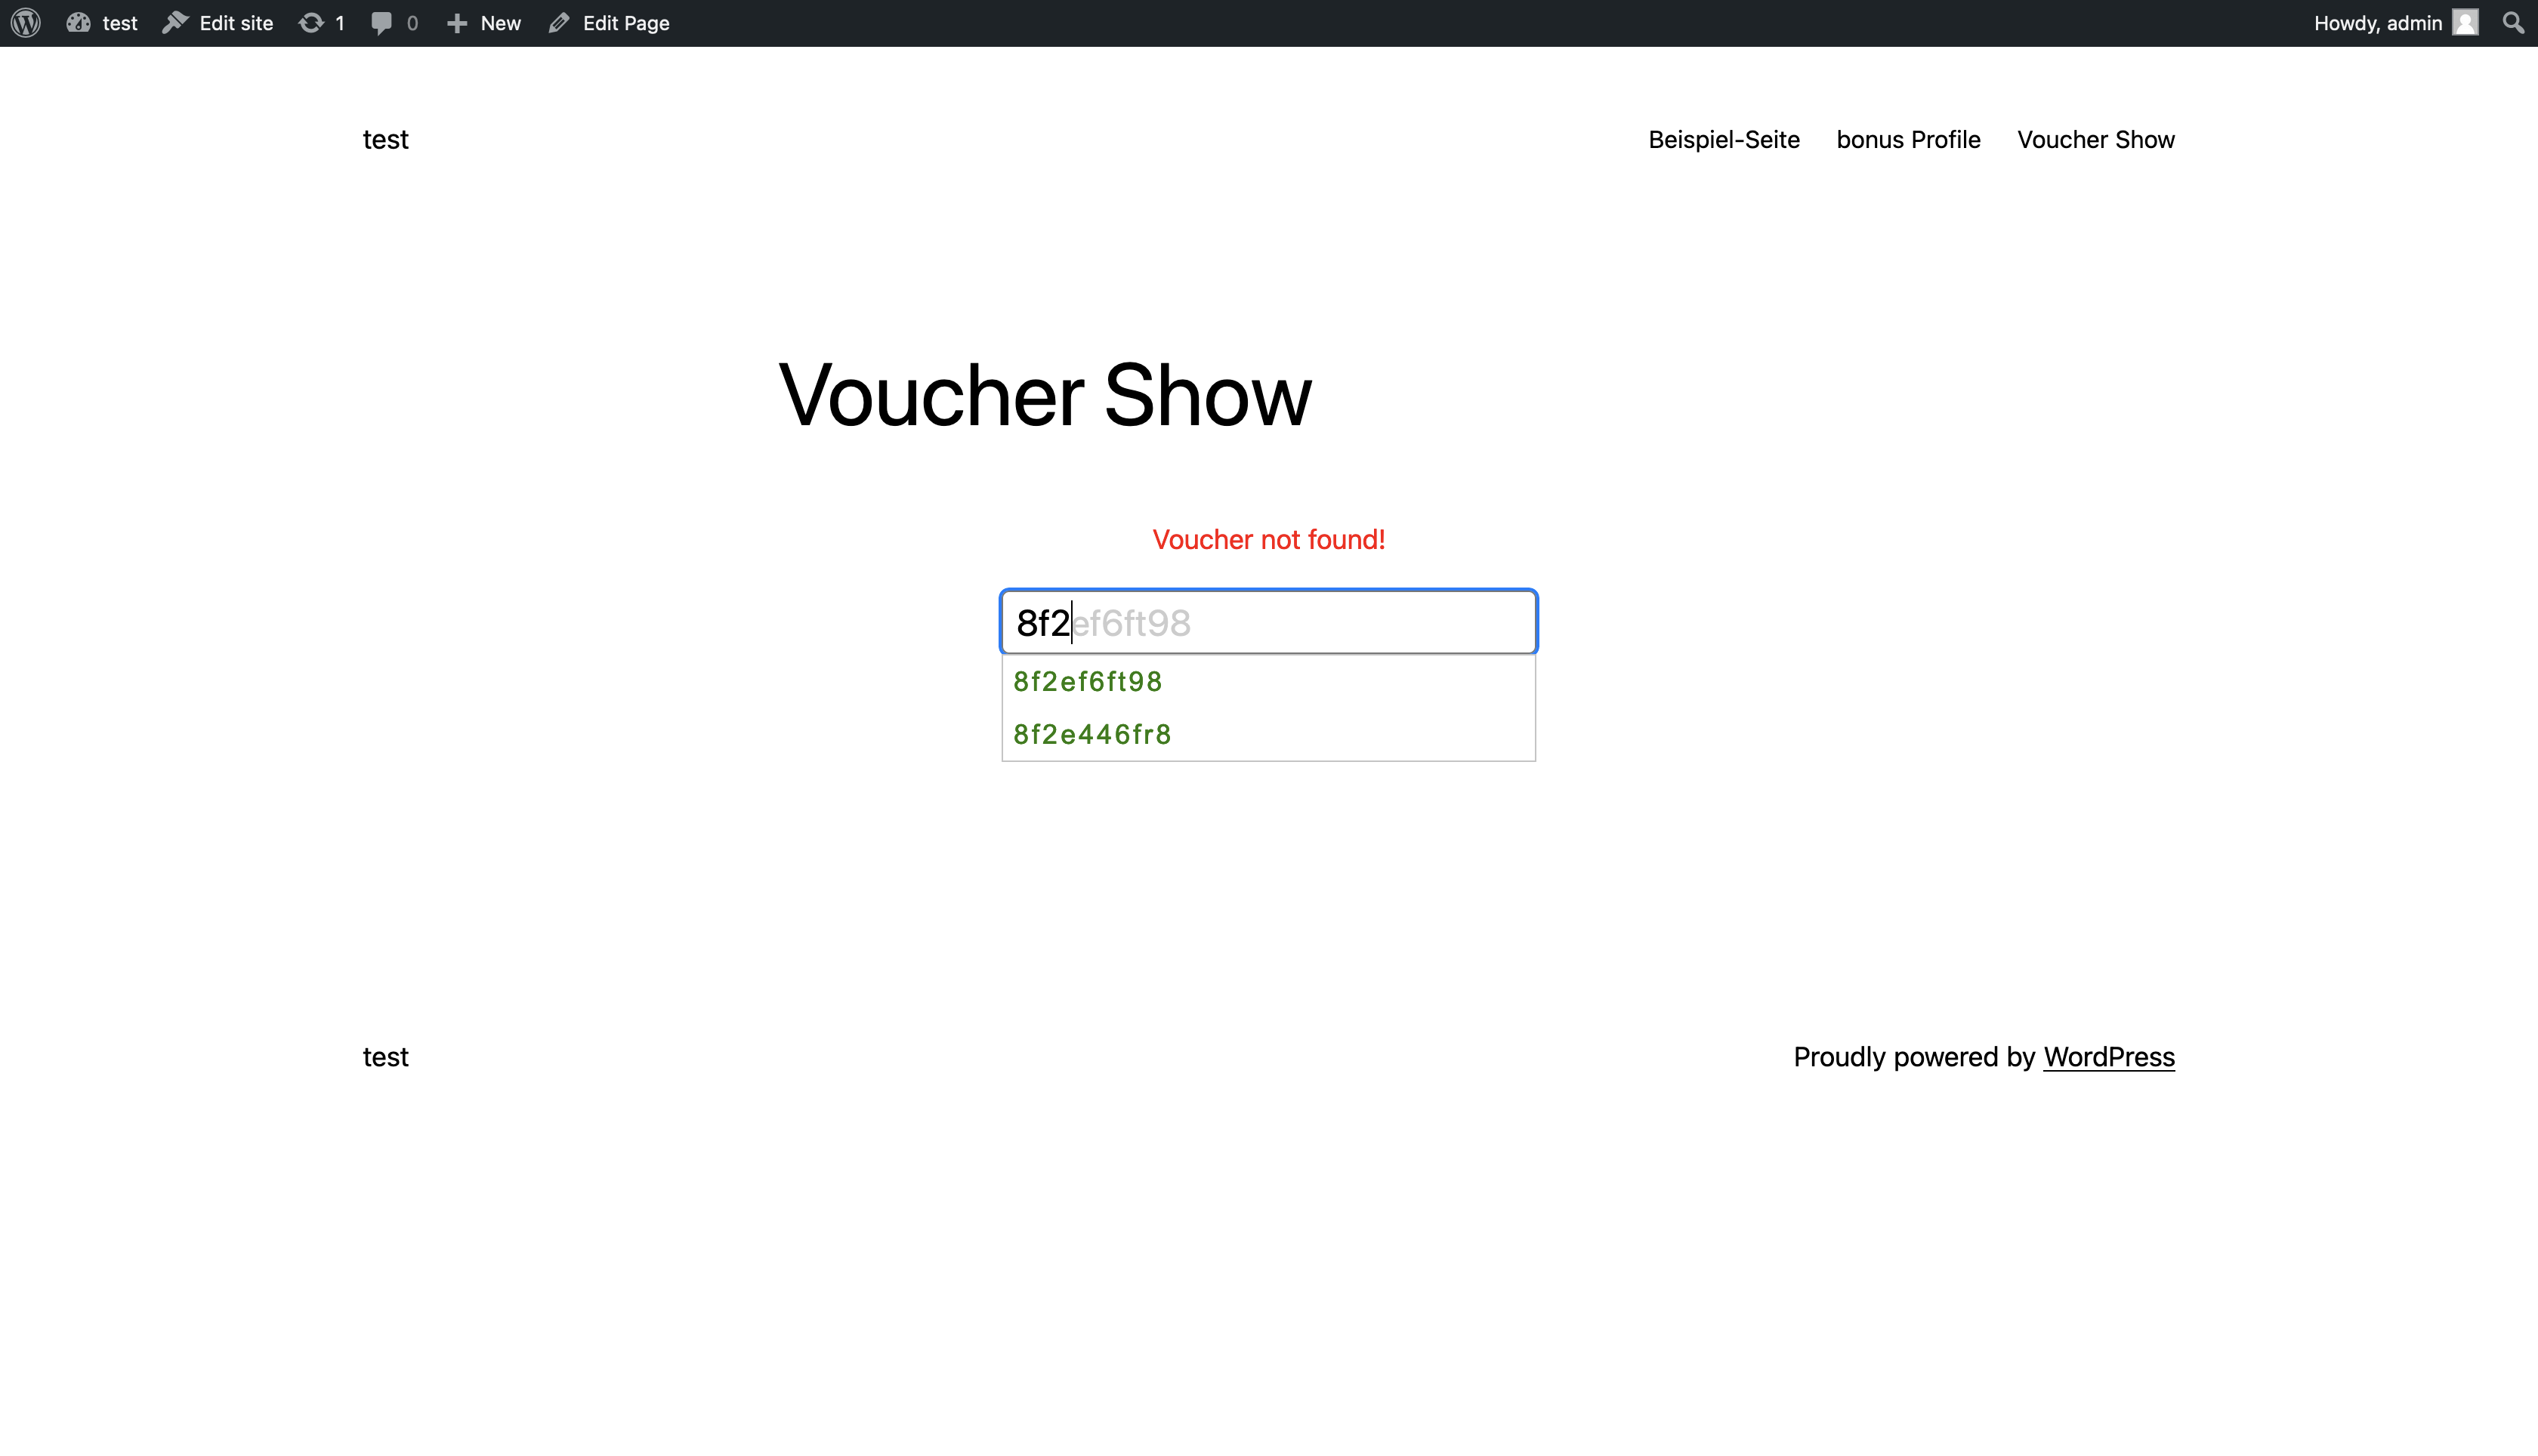 test Edit site 1 0 New Edit Page Howdy, admin
test Beispiel-Seite bonus Profile Voucher Show
Voucher Show
Voucher not found!
8f2ef6ft98
8f2ef6ft98
8f2e446fr8
test Proudly powered by WordPress